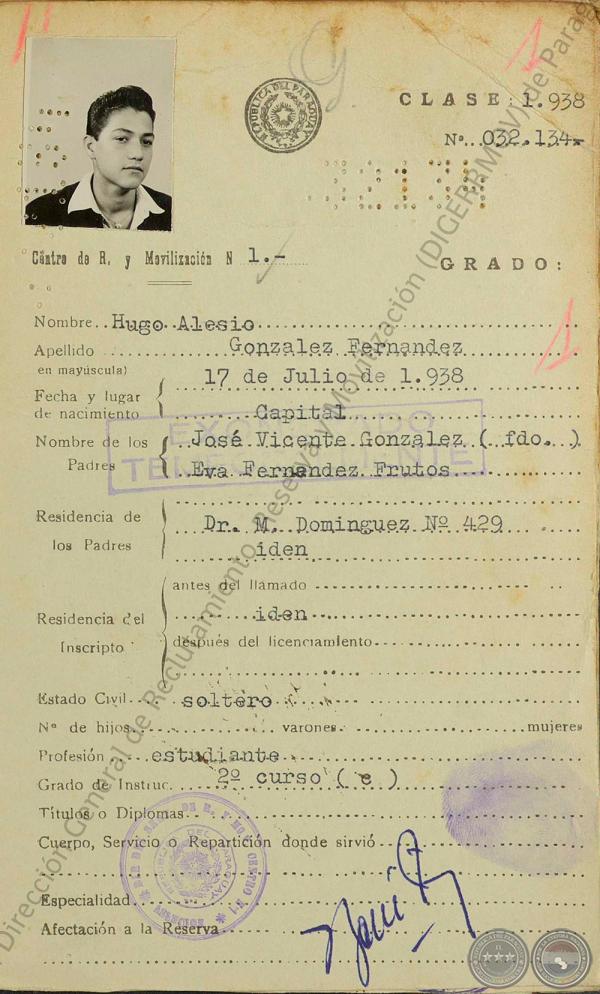 REPUBLICA DEL PARAGUAY
CLASE: 1.938
Nº. 032.134.-
Centro de R. y Movilización N 1.-
GRADO:
Nombre Hugo Alesio
Apellido Gonzalez Fernandez
en mayúscula)
17 de Julio de 1.938
Fecha y lugar
de nacimiento Capital
EXONERADO
Nombre de los José Vicente Gonzalez ( fdo. )
Padres Eva Fernandez Frutos
Residencia de Dr. M. Dominguez Nº 429
los Padres iden
antes del llamado
Residencia del iden
Inscripto después del licenciamiento
Estado Civil soltero
Nº de hijos varones mujeres
Profesión estudiante
Grado de Instruc. 2º curso ( e )
Títulos o Diplomas
Cuerpo, Servicio o Repartición donde sirvió
Especialidad
Afectación a la Reserva
Dirección General de Reclutamiento Reserva y Movilización (DIGERRMOV) de Parag